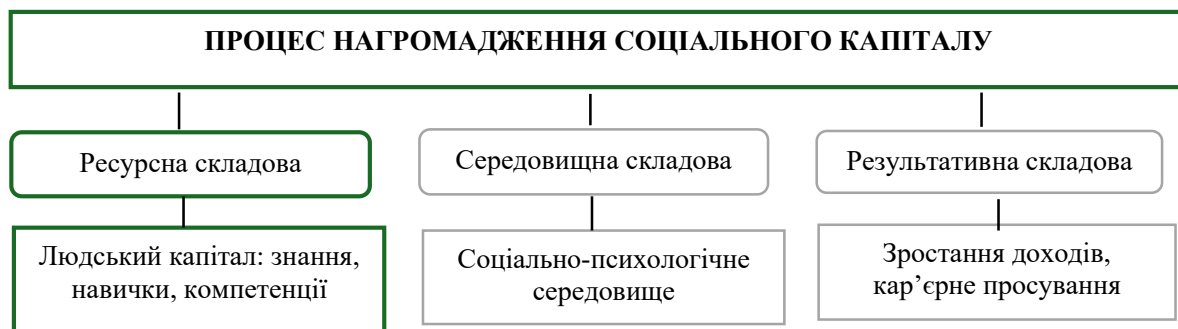 ПРОЦЕС НАГРОМАДЖЕННЯ СОЦІАЛЬНОГО КАПІТАЛУ
Ресурсна складова
Середовищна складова
Результативна складова
Людський капітал: знання,
навички, компетенції
Соціально-психологічне
середовище
Зростання доходів,
кар’єрне просування